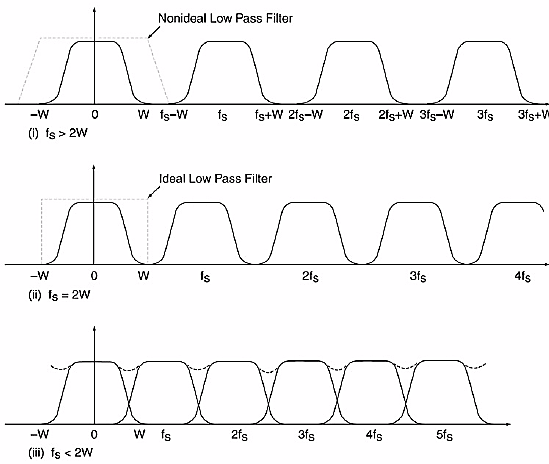 Nonideal Low Pass Filter
–W 0 W fS–W fS fS+W 2fS–W 2fS 2fS+W 3fS–W 3fS 3fS+W
(i) fS > 2W
Ideal Low Pass Filter
–W 0 W fS 2fS 3fS 4fS
(ii) fS = 2W
–W 0 W fS 2fS 3fS 4fS 5fS
(iii) fS < 2W